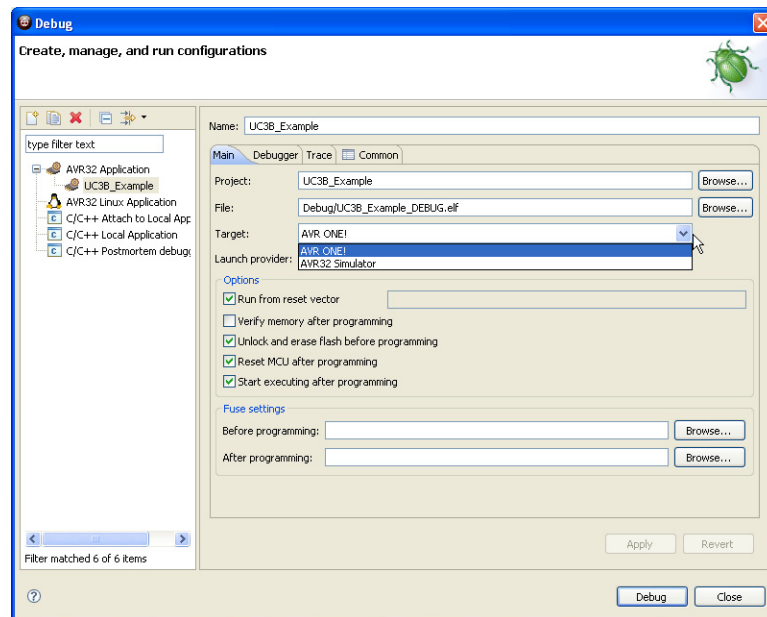 Debug
Create, manage, and run configurations
type filter text
AVR32 Application
UC3B_Example
AVR32 Linux Application
C/C++ Attach to Local App
C/C++ Local Application
C/C++ Postmortem debug
Filter matched 6 of 6 items
Name: UC3B_Example
Main Debugger Trace Common
Project: UC3B_Example Browse...
File: Debug/UC3B_Example_DEBUG.elf Browse...
Target: AVR ONE!
AVR ONE!
Launch provider: AVR32 Simulator
Options
Run from reset vector
Verify memory after programming
Unlock and erase flash before programming
Reset MCU after programming
Start executing after programming
Fuse settings
Before programming: Browse...
After programming: Browse...
Apply Revert
Debug Close